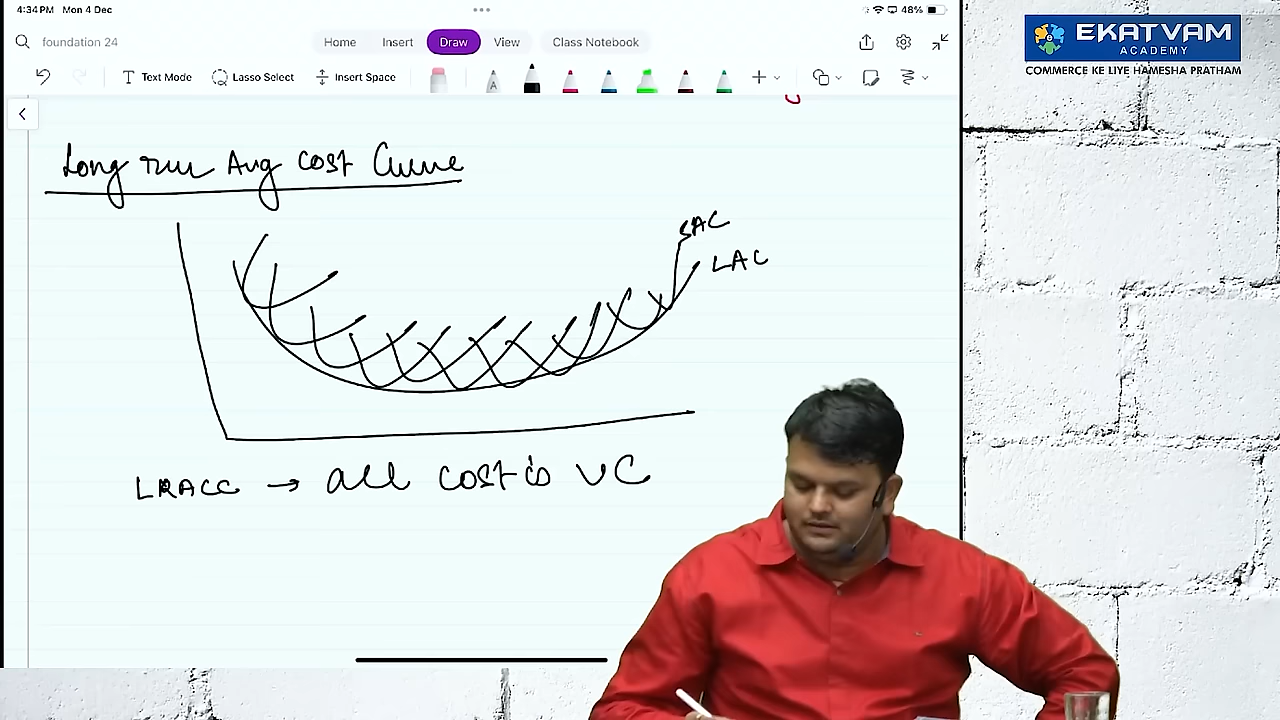 4:34 PM Mon 4 Dec
48%
foundation 24
Home Insert Draw View Class Notebook
Text Mode Lasso Select Insert Space
EKATVAM
ACADEMY
COMMERCE KE LIYE HAMESHA PRATHAM
Long run Avg cost Curve
SAC
LAC
LRACC → all cost is VC